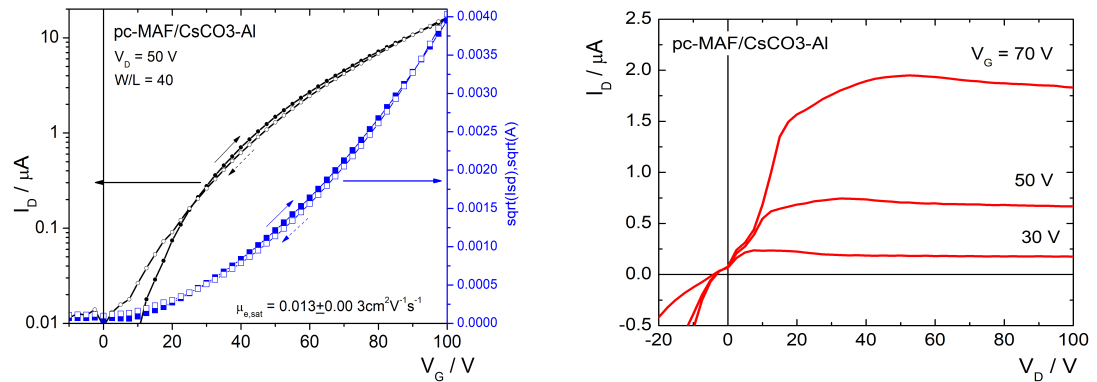 pc-MAF/CsCO3-Al
V_D = 50 V
W/L = 40
I_D / µA
10
1
0.1
0.01
0.0040
0.0035
0.0030
0.0025
0.0020
0.0015
0.0010
0.0005
0.0000
sqrt(Isd),sqrt(A)
µ_e,sat = 0.013±0.00 3cm²V⁻¹s⁻¹
0 20 40 60 80 100
V_G / V
pc-MAF/CsCO3-Al
V_G = 70 V
50 V
30 V
I_D / µA
2.5
2.0
1.5
1.0
0.5
0.0
-0.5
-20 0 20 40 60 80 100
V_D / V